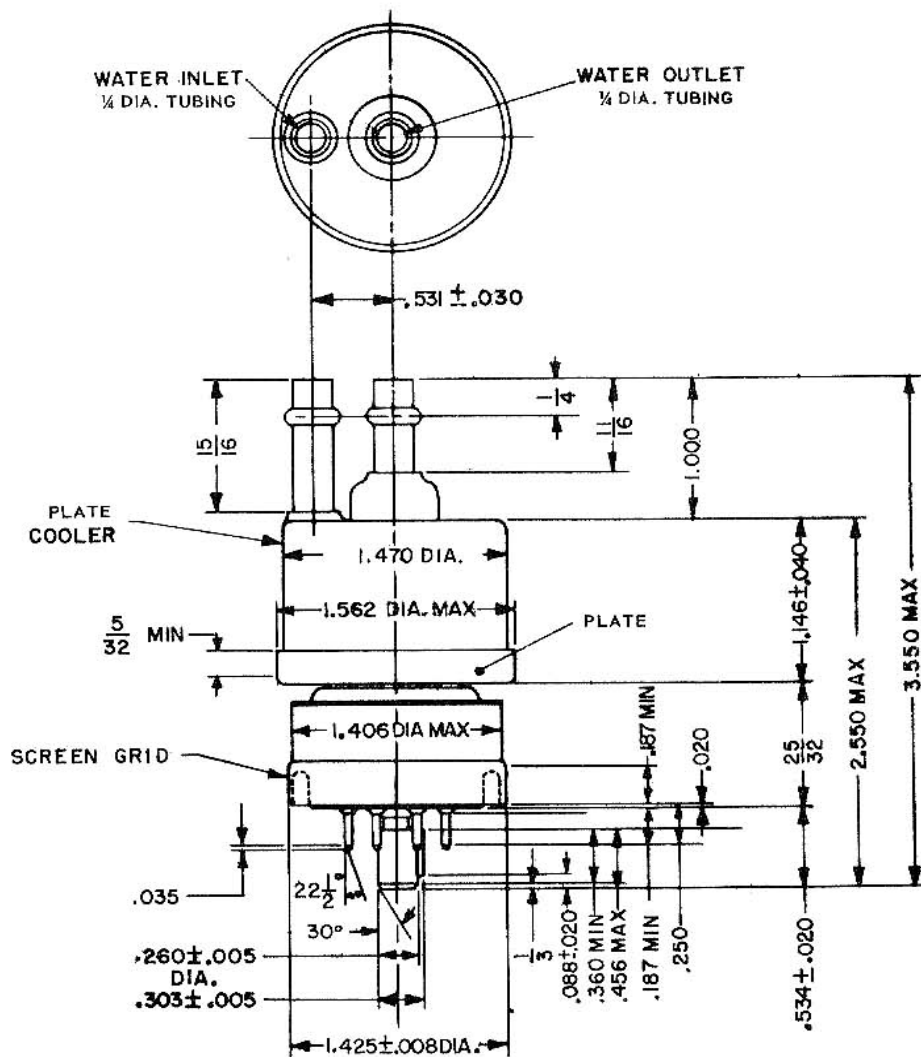 WATER INLET
¼ DIA. TUBING
WATER OUTLET
¼ DIA. TUBING
.531 ± .030
15/16
1/4
11/16
1.000
PLATE
COOLER
1.470 DIA.
1.562 DIA. MAX
5/32 MIN
PLATE
1.146±.040
3.550 MAX
2.550 MAX
1.406 DIA MAX
.187 MIN
.020
25/32
SCREEN GRID
.035
22½°
30°
.260±.005
DIA.
.303±.005
1/3
.088±.020
.360 MIN
.456 MAX
.187 MIN
.250
.534±.020
1.425±.008DIA.